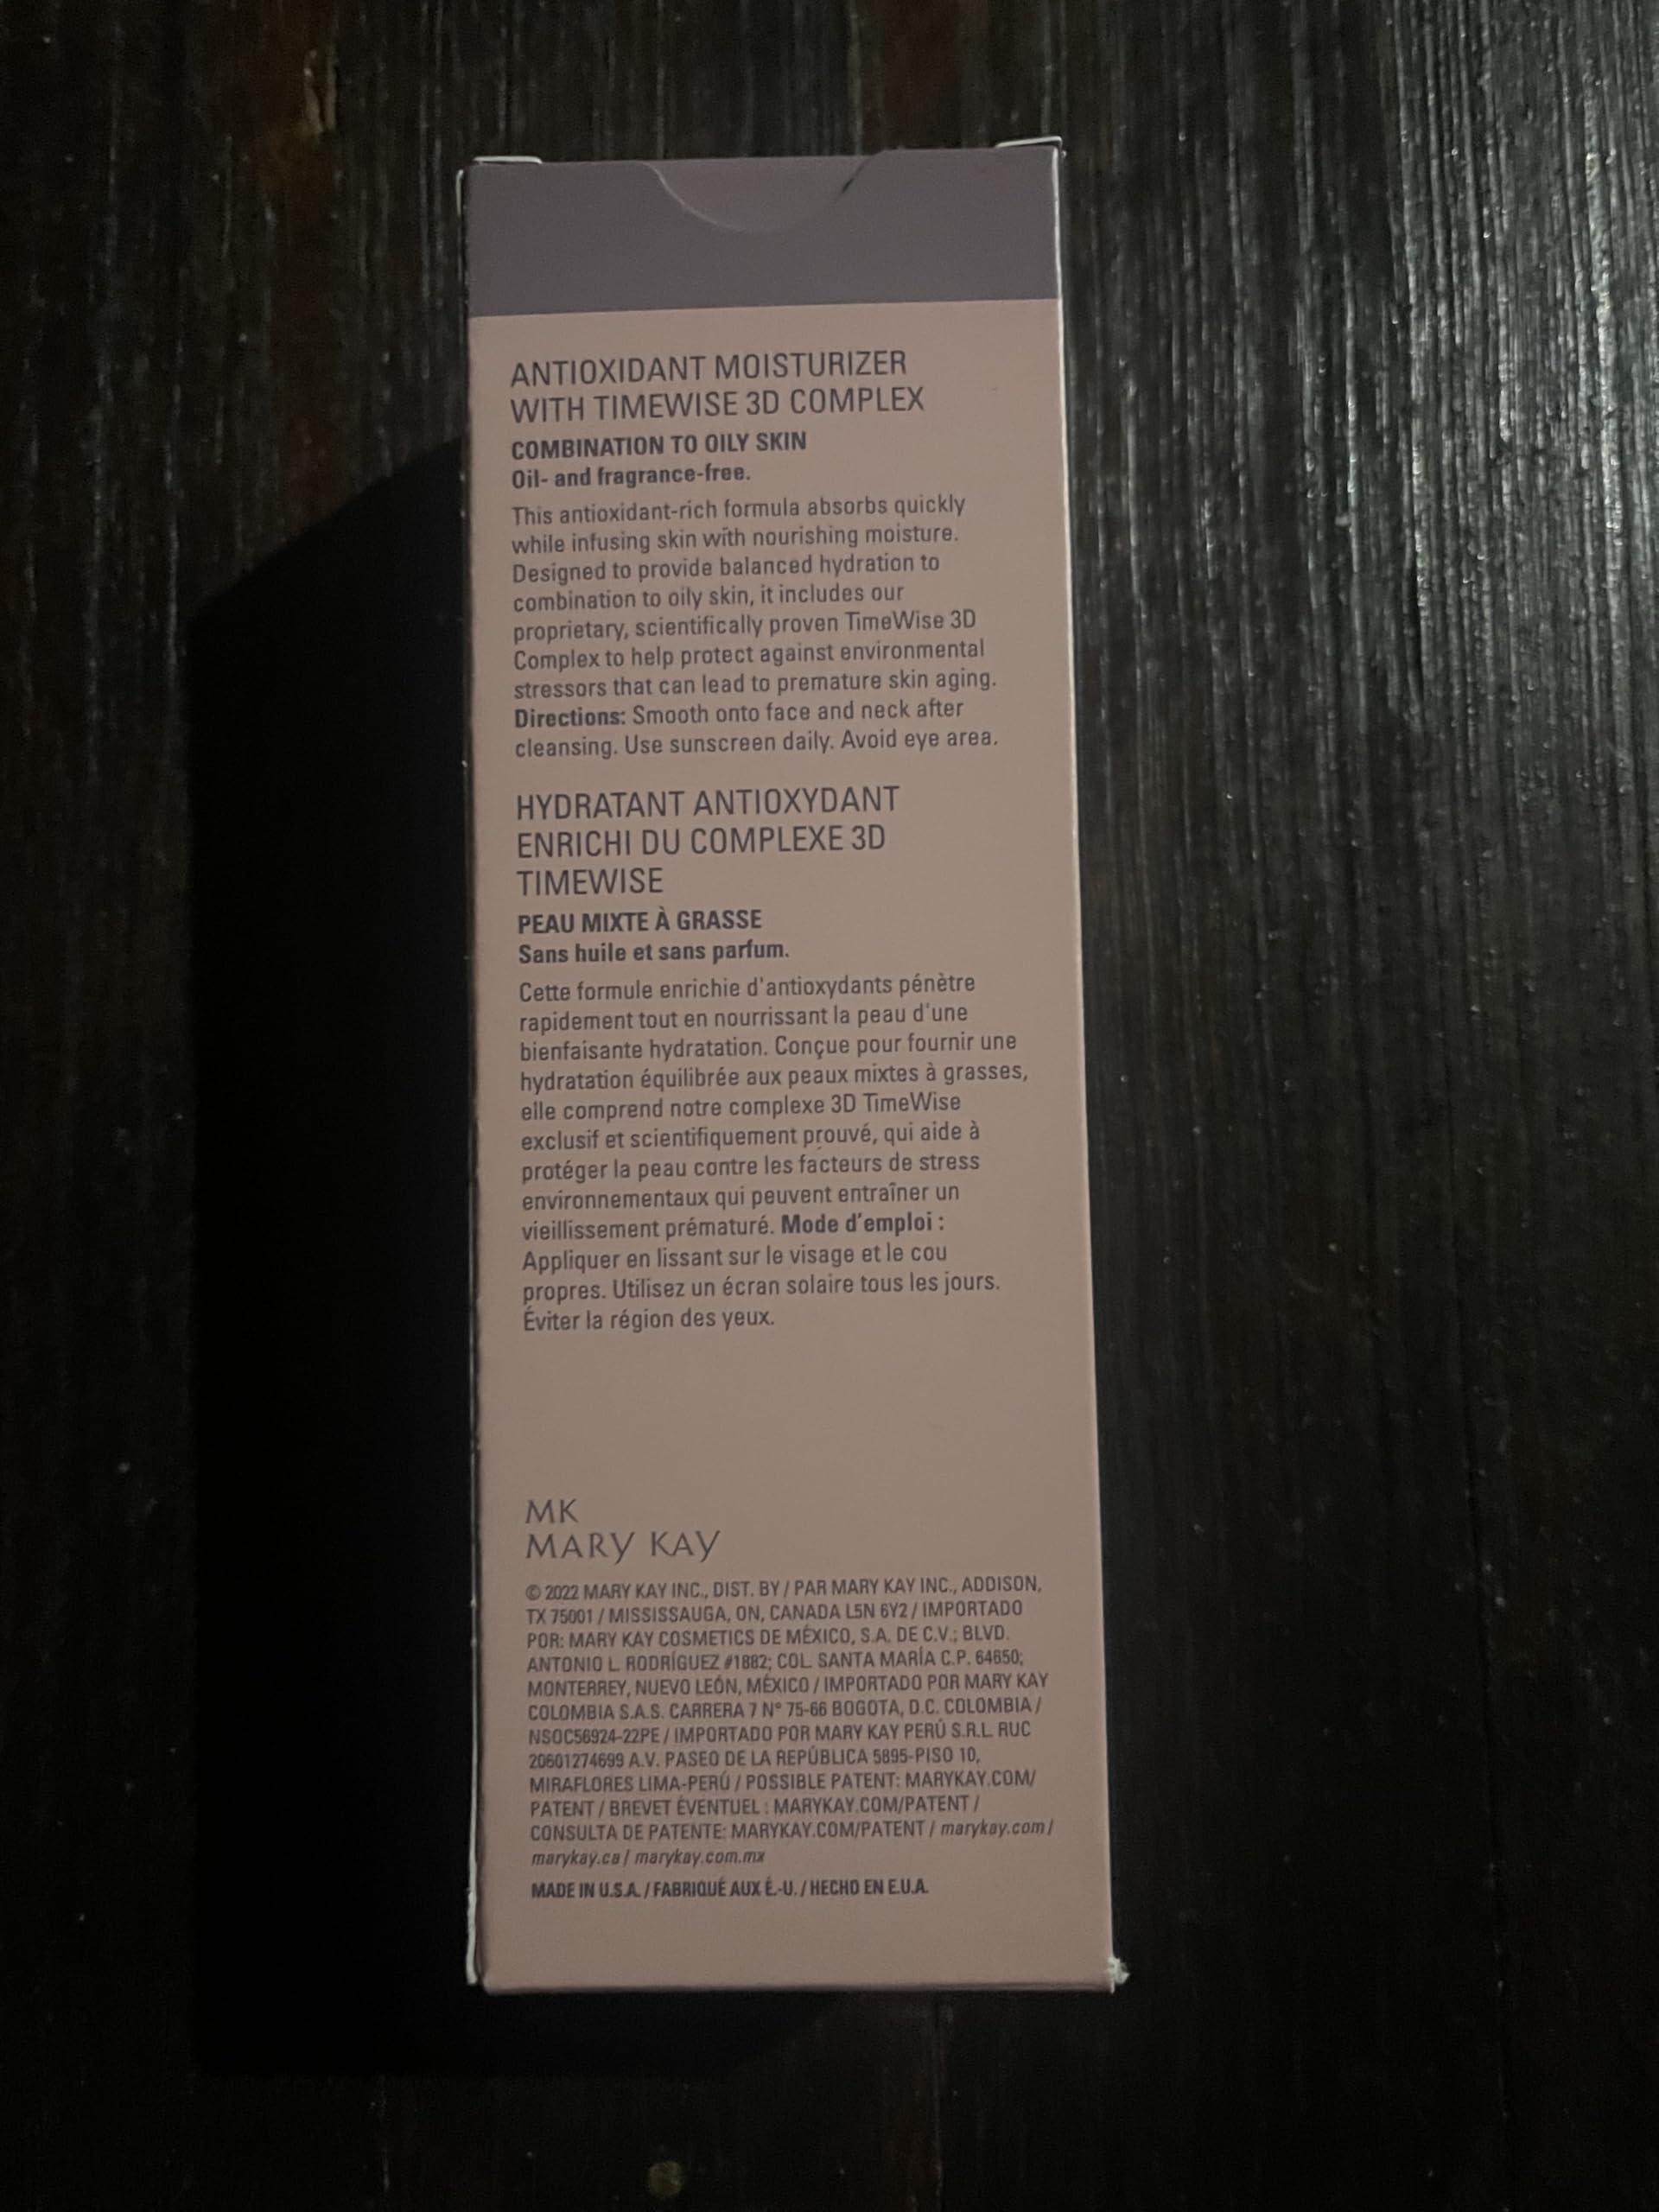 ANTIOXIDANT MOISTURIZER
WITH TIMEWISE 3D COMPLEX
COMBINATION TO OILY SKIN
Oil- and fragrance-free.
This antioxidant-rich formula absorbs quickly
while infusing skin with nourishing moisture.
Designed to provide balanced hydration to
combination to oily skin, it includes our
proprietary, scientifically proven TimeWise 3D
Complex to help protect against environmental
stressors that can lead to premature skin aging.
Directions: Smooth onto face and neck after
cleansing. Use sunscreen daily. Avoid eye area.
HYDRATANT ANTIOXYDANT
ENRICHI DU COMPLEXE 3D
TIMEWISE
PEAU MIXTE À GRASSE
Sans huile et sans parfum.
Cette formule enrichie d'antioxydants pénètre
rapidement tout en nourrissant la peau d'une
bienfaisante hydratation. Conçue pour fournir une
hydratation équilibrée aux peaux mixtes à grasses,
elle comprend notre complexe 3D TimeWise
exclusif et scientifiquement prouvé, qui aide à
protéger la peau contre les facteurs de stress
environnementaux qui peuvent entraîner un
vieillissement prématuré. Mode d'emploi :
Appliquer en lissant sur le visage et le cou
propres. Utilisez un écran solaire tous les jours.
Éviter la région des yeux.
MK
MARY KAY
© 2022 MARY KAY INC., DIST. BY / PAR MARY KAY INC., ADDISON,
TX 75001 / MISSISSAUGA, ON, CANADA L5N 6Y2 / IMPORTADO
POR: MARY KAY COSMETICS DE MÉXICO, S.A. DE C.V.; BLVD.
ANTONIO L. RODRÍGUEZ #1882; COL. SANTA MARÍA C.P. 64650;
MONTERREY, NUEVO LEÓN, MÉXICO / IMPORTADO POR MARY KAY
COLOMBIA S.A.S. CARRERA 7 N° 75-66 BOGOTA, D.C. COLOMBIA /
NSOC56924-22PE / IMPORTADO POR MARY KAY PERÚ S.R.L. RUC
20601274699 A.V. PASEO DE LA REPÚBLICA 5895-PISO 10,
MIRAFLORES LIMA-PERÚ / POSSIBLE PATENT: MARYKAY.COM/
PATENT / BREVET ÉVENTUEL : MARYKAY.COM/PATENT /
CONSULTA DE PATENTE: MARYKAY.COM/PATENT / marykay.com /
marykay.ca / marykay.com.mx
MADE IN U.S.A. / FABRIQUÉ AUX É.-U. / HECHO EN E.U.A.